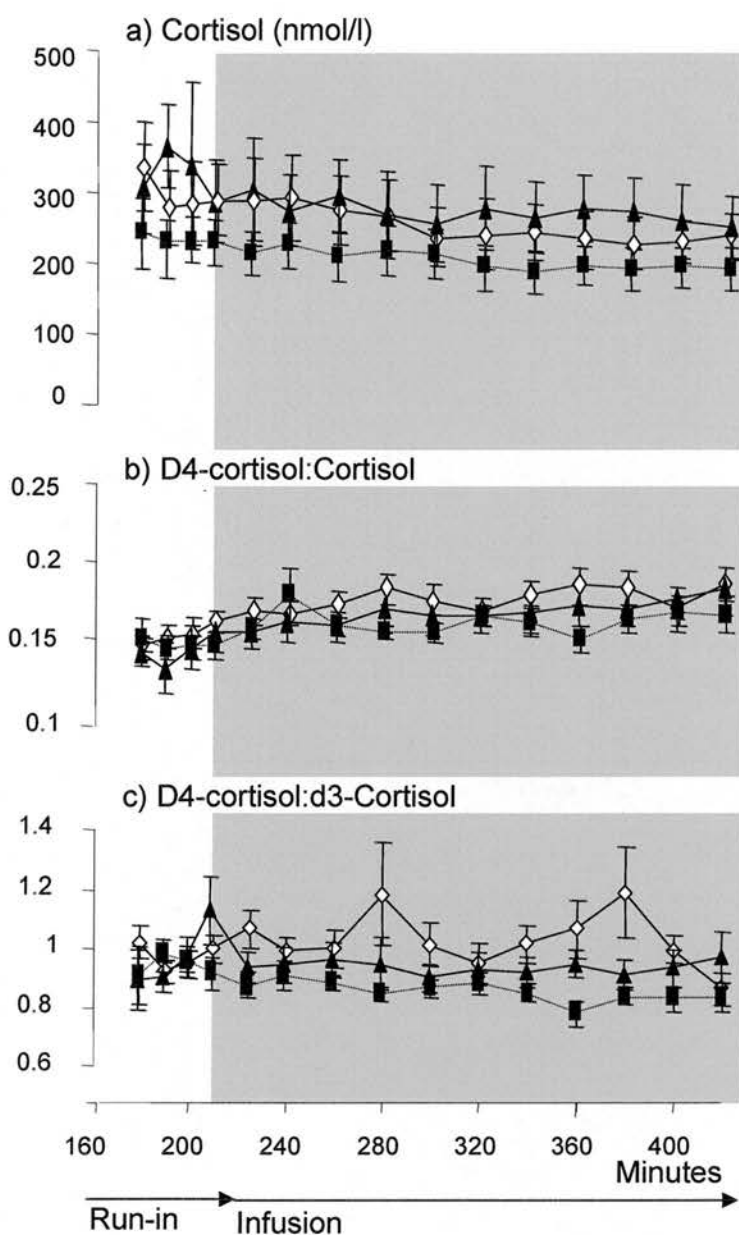 a) Cortisol (nmol/l)
500
400
300
200
100
0
b) D4-cortisol:Cortisol
0.25
0.2
0.15
0.1
c) D4-cortisol:d3-Cortisol
1.4
1.2
1
0.8
0.6
160 200 240 280 320 360 400
Minutes
Run-in Infusion